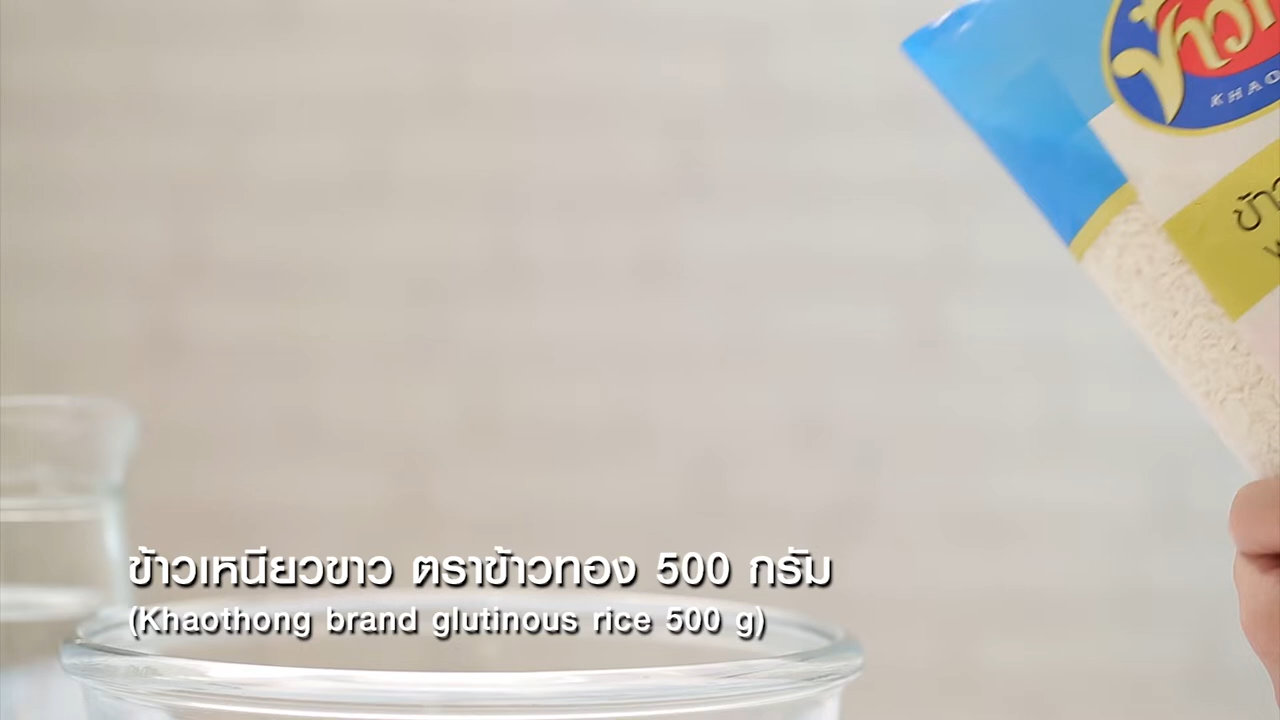 KHAO
ข้าวเหนียวขาว ตราข้าวทอง 500 กรัม
(Khaothong brand glutinous rice 500 g)